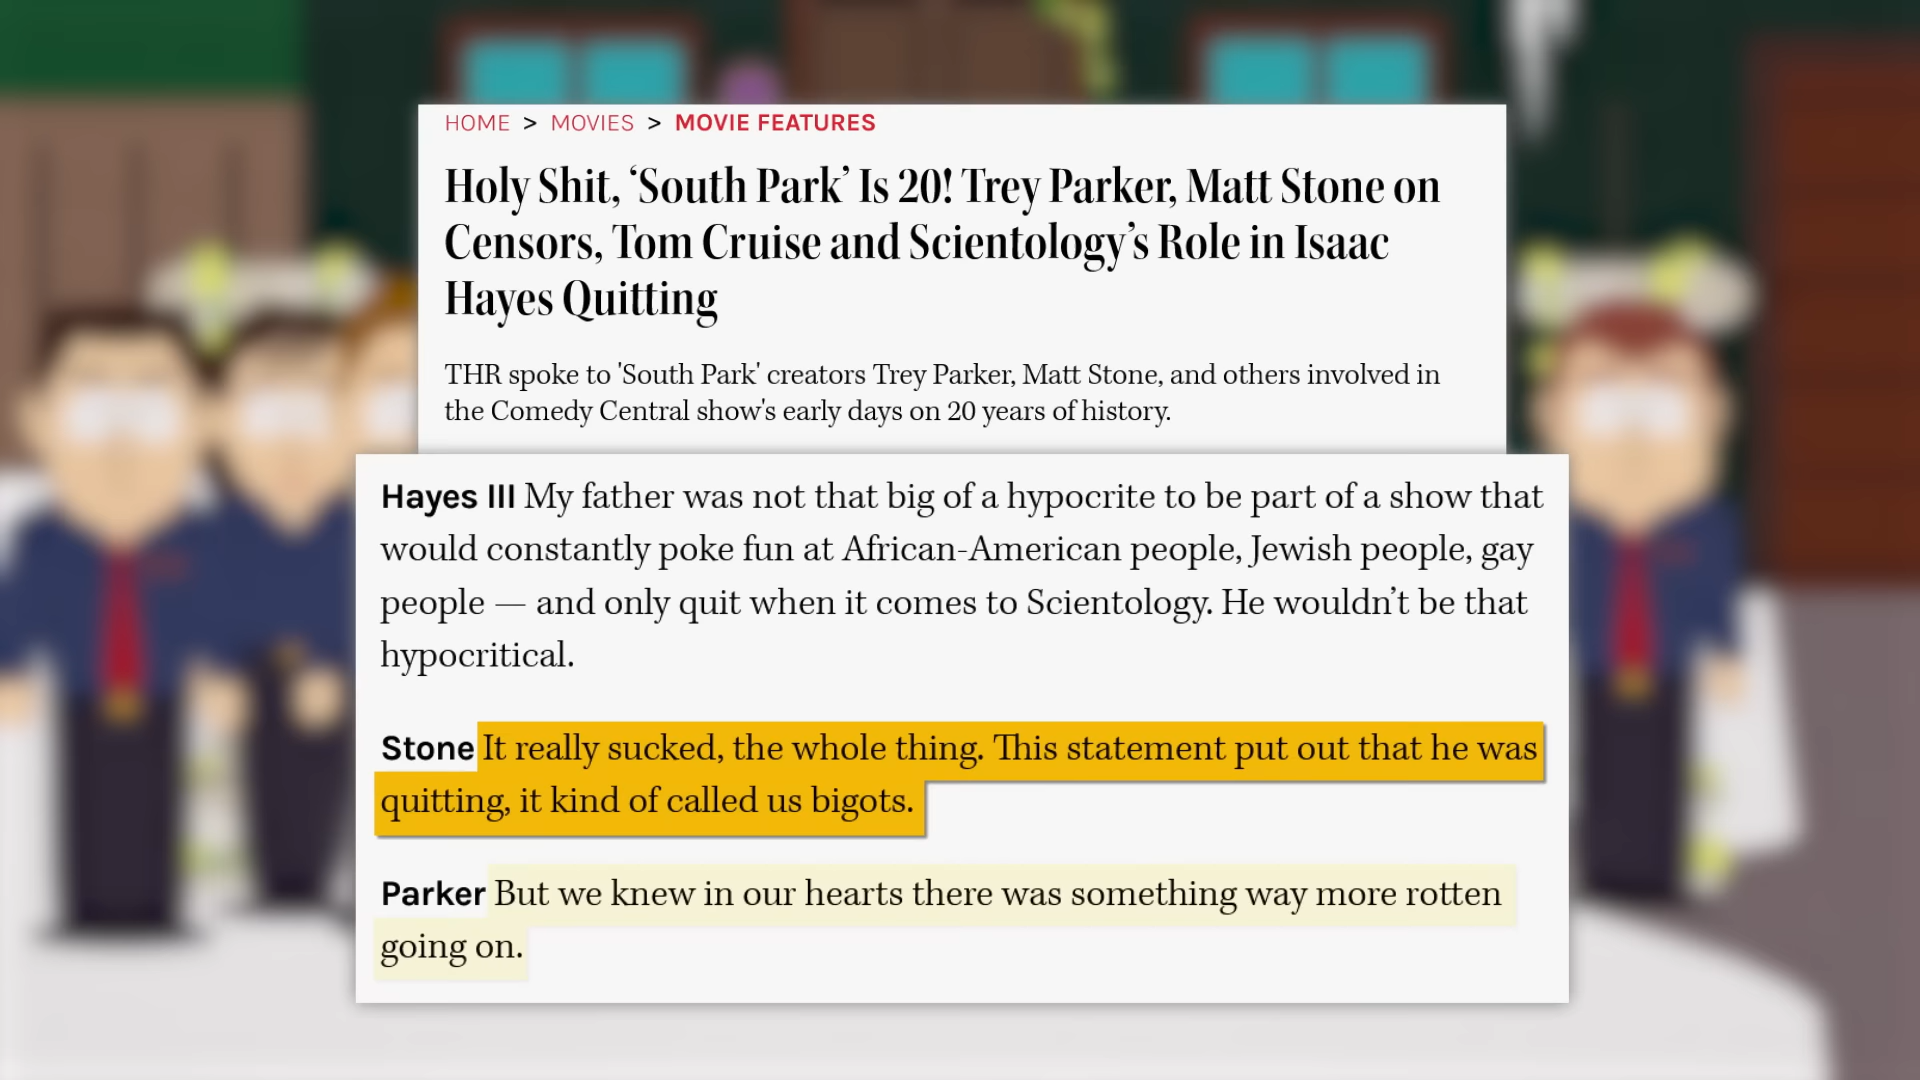 HOME > MOVIES > MOVIE FEATURES
Holy Shit, ‘South Park’ Is 20! Trey Parker, Matt Stone on
Censors, Tom Cruise and Scientology’s Role in Isaac
Hayes Quitting
THR spoke to 'South Park' creators Trey Parker, Matt Stone, and others involved in
the Comedy Central show's early days on 20 years of history.
Hayes III My father was not that big of a hypocrite to be part of a show that
would constantly poke fun at African-American people, Jewish people, gay
people — and only quit when it comes to Scientology. He wouldn’t be that
hypocritical.
Stone It really sucked, the whole thing. This statement put out that he was
quitting, it kind of called us bigots.
Parker But we knew in our hearts there was something way more rotten
going on.